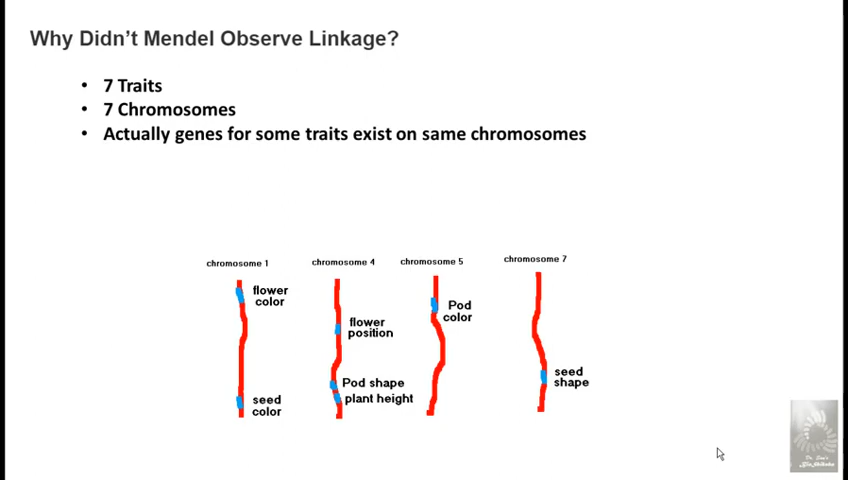 Why Didn't Mendel Observe Linkage?
• 7 Traits
• 7 Chromosomes
• Actually genes for some traits exist on same chromosomes
chromosome 1
chromosome 4
chromosome 5
chromosome 7
flower
color
seed
color
flower
position
Pod shape
plant height
Pod
color
seed
shape